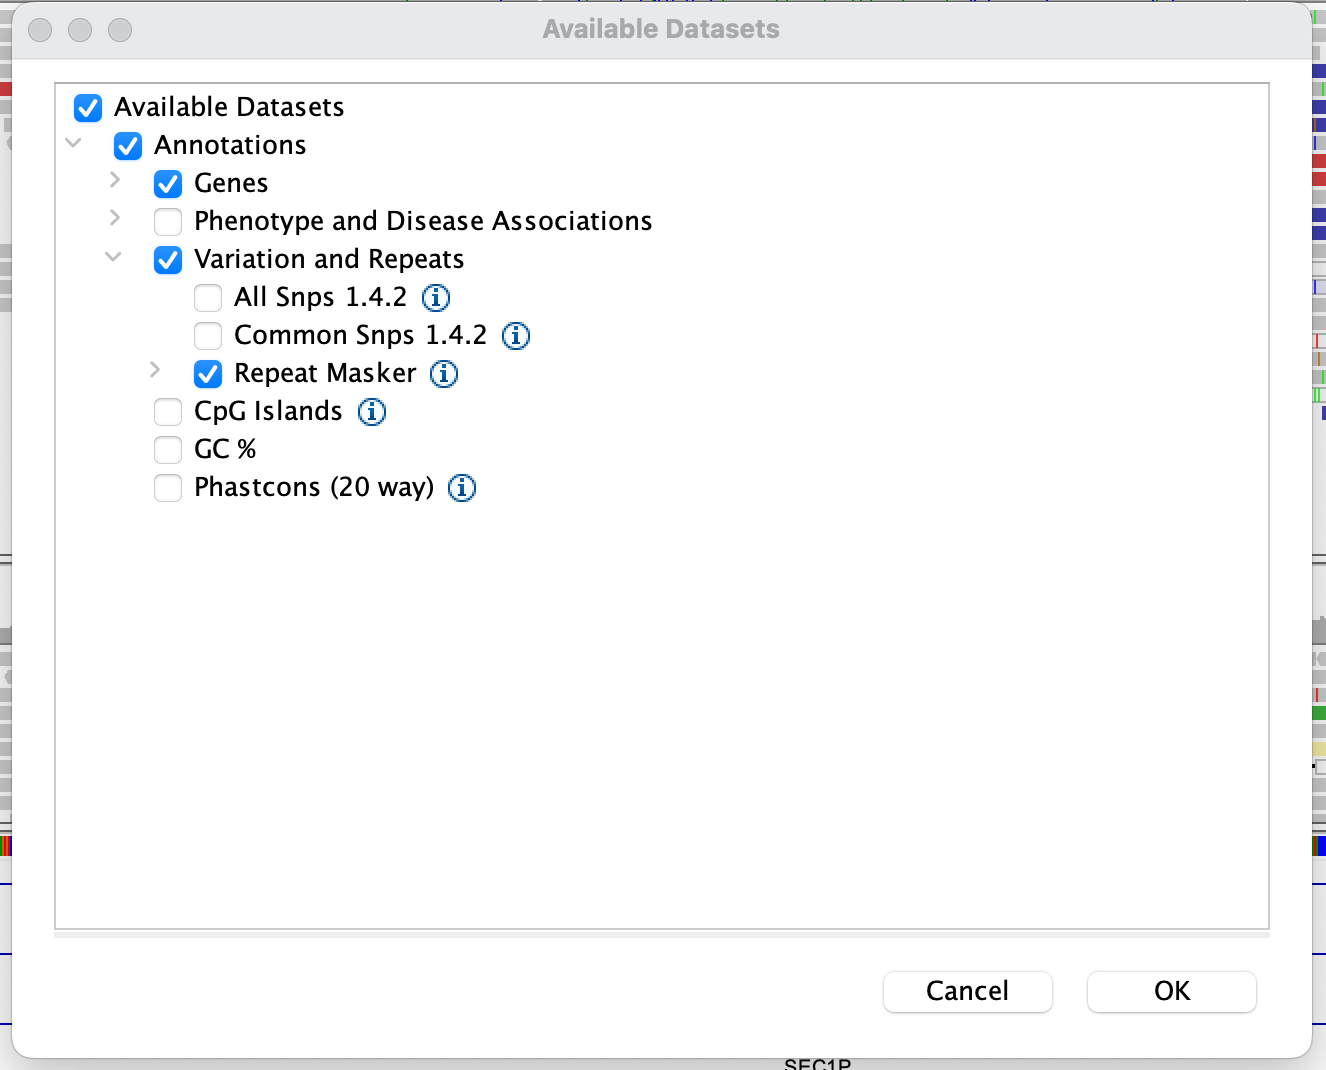 Available Datasets
Available Datasets
Annotations
Genes
Phenotype and Disease Associations
Variation and Repeats
All Snps 1.4.2
Common Snps 1.4.2
Repeat Masker
CpG Islands
GC %
Phastcons (20 way)
Cancel
OK
SEC1P